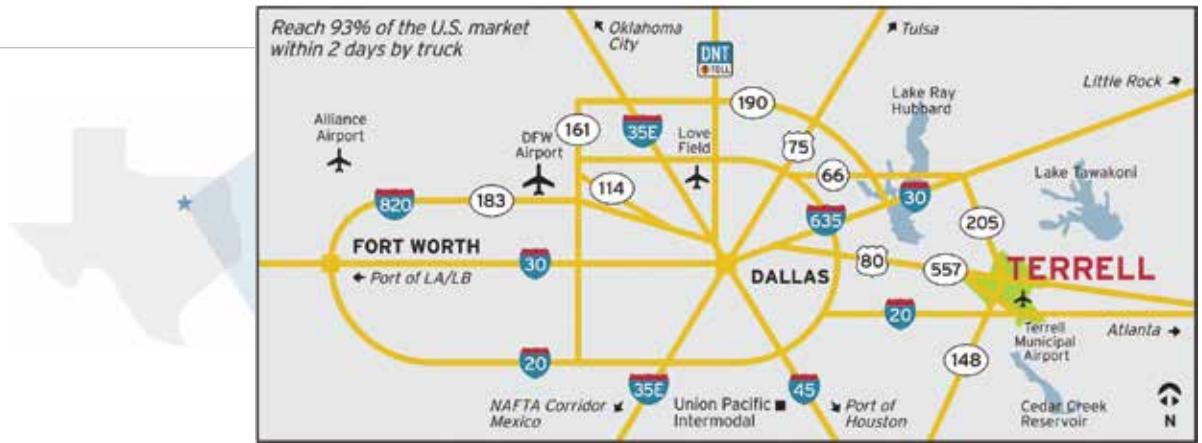 Reach 93% of the U.S. market
within 2 days by truck
Oklahoma
City
DNT
TOLL
Tulsa
Little Rock
Lake Ray
Hubbard
190
Alliance
Airport
DFW
Airport
161
35E
Love
Field
75
66
Lake Tawakoni
114
30
820
183
635
205
FORT WORTH
30
80
557
TERRELL
Port of LA/LB
DALLAS
20
Terrell
Municipal
Airport
Atlanta
148
20
35E
45
NAFTA Corridor
Mexico
Union Pacific
Intermodal
Port of
Houston
Cedar Creek
Reservoir
N